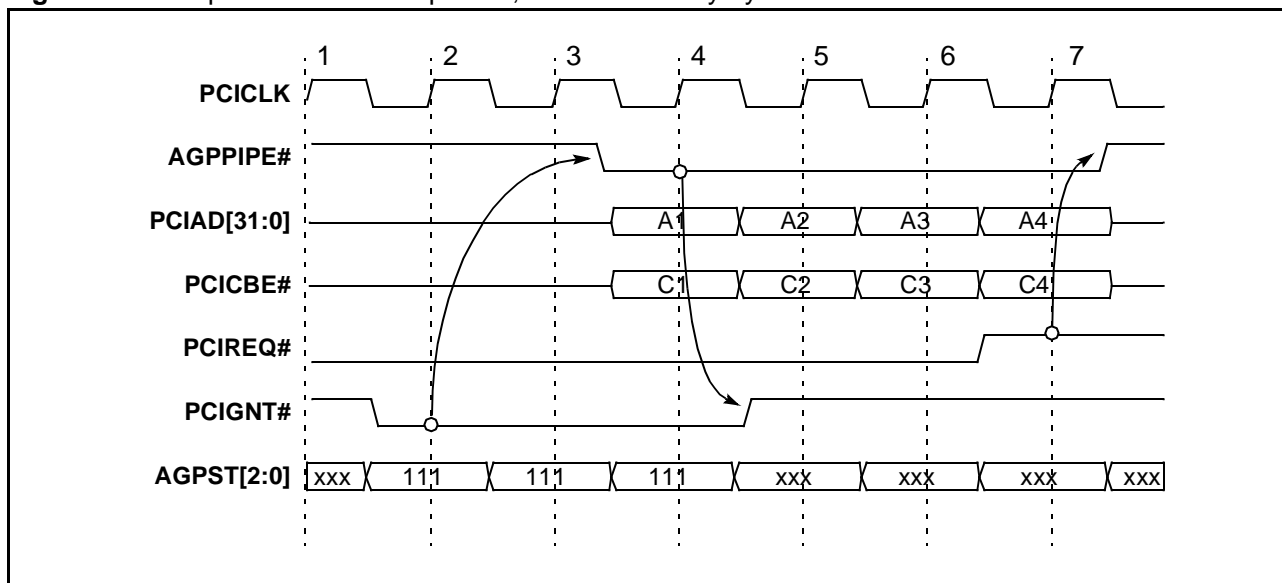 1 2 3 4 5 6 7
PCICLK
AGPPIPE#
PCIAD[31:0] A1 A2 A3 A4
PCICBE# C1 C2 C3 C4
PCIREQ#
PCIGNT#
AGPST[2:0] xxx 111 111 111 xxx xxx xxx xxx